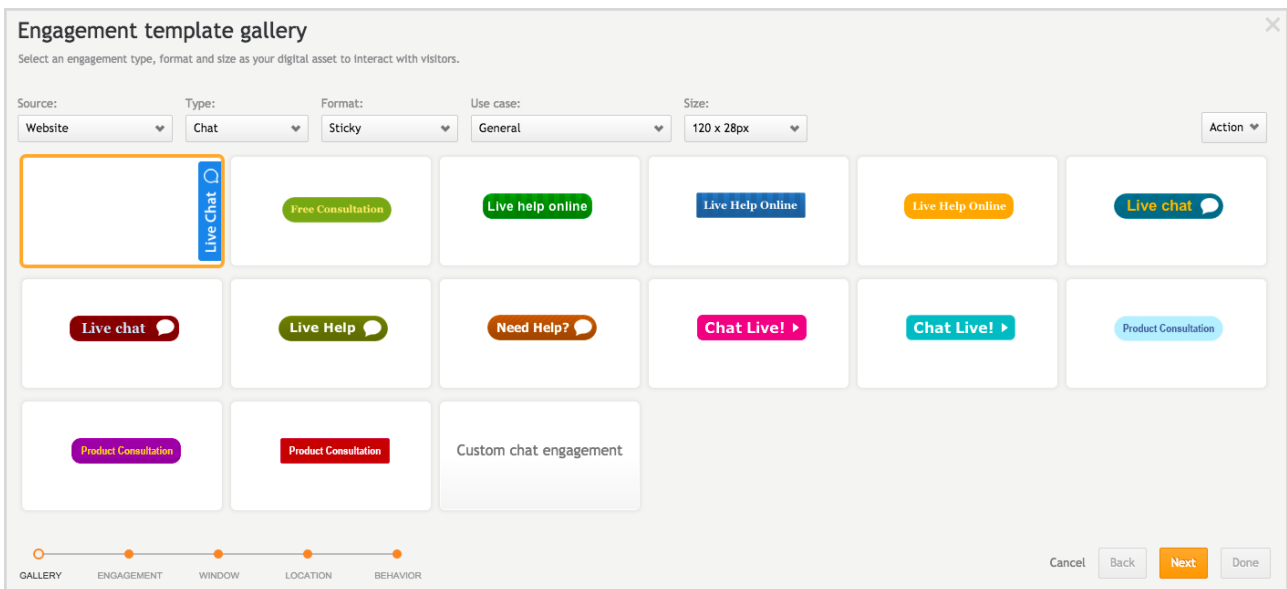 Engagement template gallery
Select an engagement type, format and size as your digital asset to interact with visitors.
Source: Type: Format: Use case: Size:
Website Chat Sticky General 120 x 28px Action
Live Chat Free Consultation Live help online Live Help Online Live Help Online Live chat
Live chat Live Help Need Help? Chat Live! Chat Live! Product Consultation
Product Consultation Product Consultation Custom chat engagement
Cancel Back Next Done
GALLERY ENGAGEMENT WINDOW LOCATION BEHAVIOR